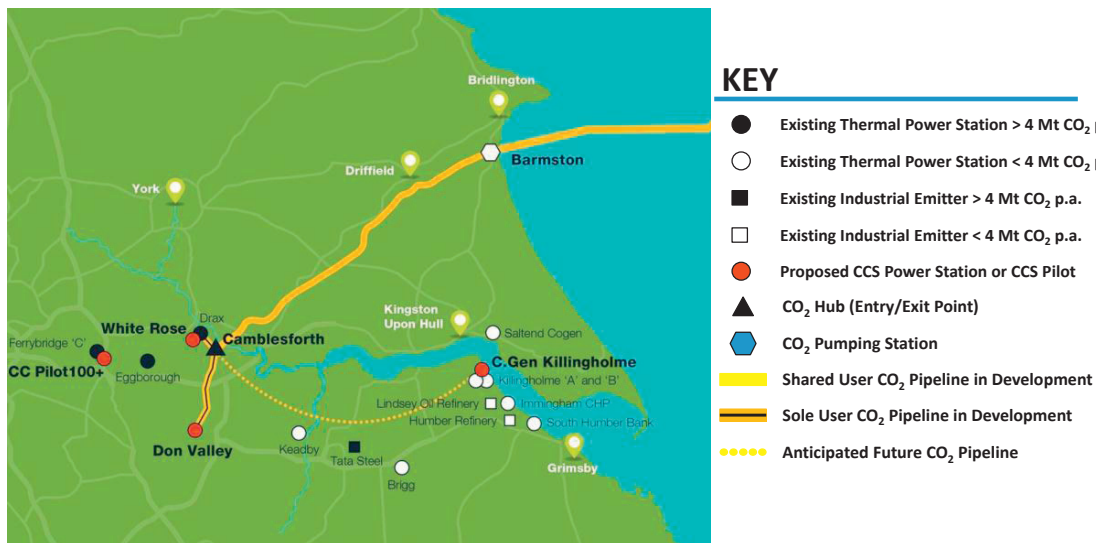 Bridlington
Barmston
Driffield
York
Kingston
Upon Hull
Saltend Cogen
Drax
White Rose
Camblesforth
Ferrybridge 'C'
CC Pilot100+
Eggborough
C.Gen Killingholme
Killingholme 'A' and 'B'
Lindsey Oil Refinery
Immingham CHP
Humber Refinery
South Humber Bank
Don Valley
Keadby
Tata Steel
Brigg
Grimsby
KEY
Existing Thermal Power Station > 4 Mt CO₂ p
Existing Thermal Power Station < 4 Mt CO₂ p
Existing Industrial Emitter > 4 Mt CO₂ p.a.
Existing Industrial Emitter < 4 Mt CO₂ p.a.
Proposed CCS Power Station or CCS Pilot
CO₂ Hub (Entry/Exit Point)
CO₂ Pumping Station
Shared User CO₂ Pipeline in Development
Sole User CO₂ Pipeline in Development
Anticipated Future CO₂ Pipeline